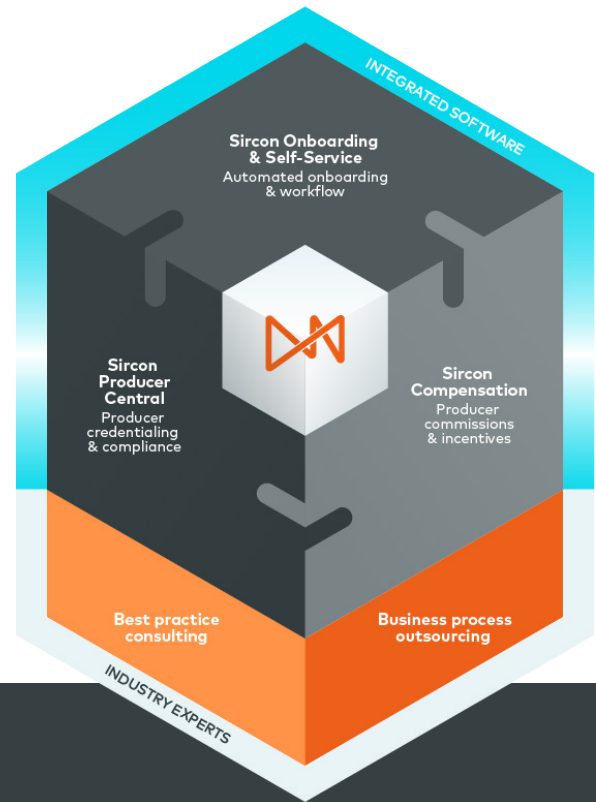 INTEGRATED SOFTWARE
Sircon Onboarding
& Self-Service
Automated onboarding
& workflow
Sircon
Producer
Central
Producer
credentialing
& compliance
Sircon
Compensation
Producer
commissions
& incentives
Best practice
consulting
Business process
outsourcing
INDUSTRY EXPERTS